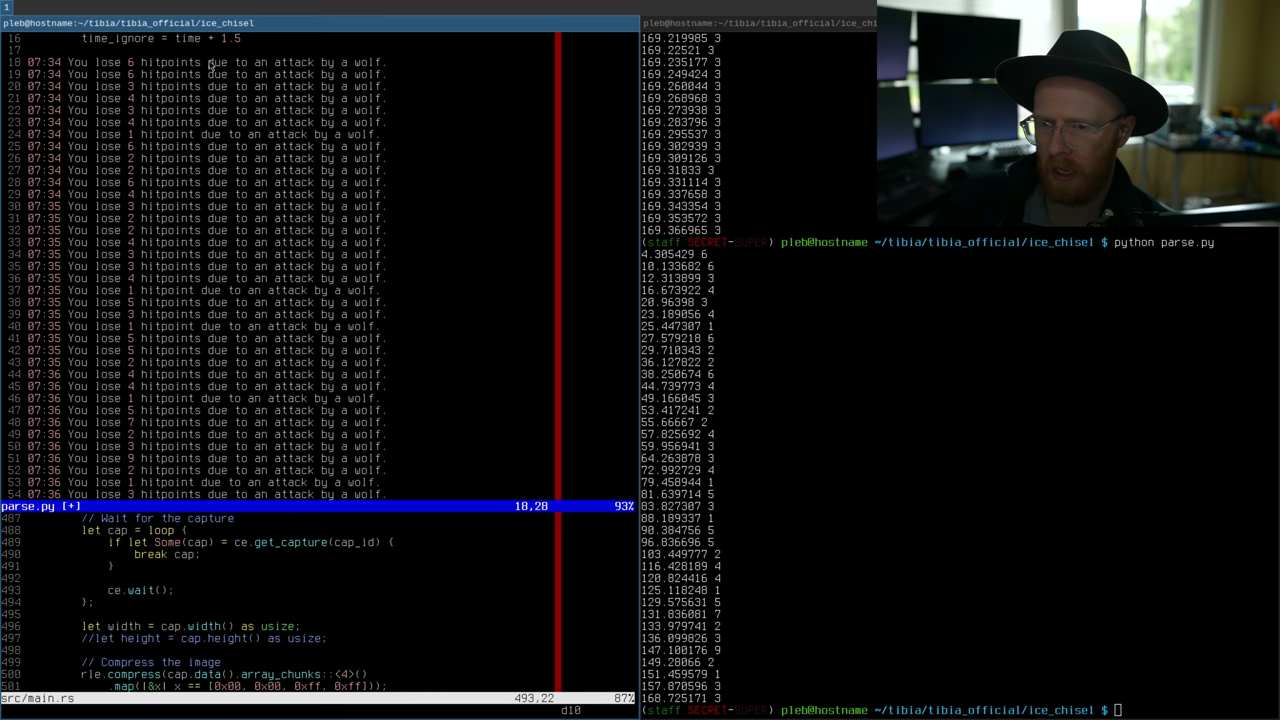 1
pleb@hostname:~/tibia/tibia_official/ice_chisel
16 time_ignore = time + 1.5
17
18 07:34 You lose 6 hitpoints due to an attack by a wolf.
19 07:34 You lose 6 hitpoints due to an attack by a wolf.
20 07:34 You lose 3 hitpoints due to an attack by a wolf.
21 07:34 You lose 4 hitpoints due to an attack by a wolf.
22 07:34 You lose 3 hitpoints due to an attack by a wolf.
23 07:34 You lose 4 hitpoints due to an attack by a wolf.
24 07:34 You lose 1 hitpoint due to an attack by a wolf.
25 07:34 You lose 6 hitpoints due to an attack by a wolf.
26 07:34 You lose 2 hitpoints due to an attack by a wolf.
27 07:34 You lose 2 hitpoints due to an attack by a wolf.
28 07:34 You lose 6 hitpoints due to an attack by a wolf.
29 07:34 You lose 4 hitpoints due to an attack by a wolf.
30 07:35 You lose 3 hitpoints due to an attack by a wolf.
31 07:35 You lose 2 hitpoints due to an attack by a wolf.
32 07:35 You lose 2 hitpoints due to an attack by a wolf.
33 07:35 You lose 4 hitpoints due to an attack by a wolf.
34 07:35 You lose 3 hitpoints due to an attack by a wolf.
35 07:35 You lose 3 hitpoints due to an attack by a wolf.
36 07:35 You lose 4 hitpoints due to an attack by a wolf.
37 07:35 You lose 1 hitpoint due to an attack by a wolf.
38 07:35 You lose 5 hitpoints due to an attack by a wolf.
39 07:35 You lose 3 hitpoints due to an attack by a wolf.
40 07:35 You lose 1 hitpoint due to an attack by a wolf.
41 07:35 You lose 5 hitpoints due to an attack by a wolf.
42 07:35 You lose 5 hitpoints due to an attack by a wolf.
43 07:35 You lose 2 hitpoints due to an attack by a wolf.
44 07:36 You lose 4 hitpoints due to an attack by a wolf.
45 07:36 You lose 4 hitpoints due to an attack by a wolf.
46 07:36 You lose 1 hitpoint due to an attack by a wolf.
47 07:36 You lose 5 hitpoints due to an attack by a wolf.
48 07:36 You lose 7 hitpoints due to an attack by a wolf.
49 07:36 You lose 2 hitpoints due to an attack by a wolf.
50 07:36 You lose 3 hitpoints due to an attack by a wolf.
51 07:36 You lose 9 hitpoints due to an attack by a wolf.
52 07:36 You lose 2 hitpoints due to an attack by a wolf.
53 07:36 You lose 1 hitpoint due to an attack by a wolf.
54 07:36 You lose 3 hitpoints due to an attack by a wolf.
parse.py [+] 18,28 93%
487 // Wait for the capture
488 let cap = loop {
489 if let Some(cap) = ce.get_capture(cap_id) {
490 break cap;
491 }
492
493 ce.wait();
494 };
495
496 let width = cap.width() as usize;
497 //let height = cap.height() as usize;
498
499 // Compress the image
500 rle.compress(cap.data().array_chunks::<4>()
501 .map(|&x| x == [0x00, 0x00, 0xff, 0xff]));
src/main.rs 493,22 87%
d10
pleb@hostname:~/tibia/tibia_official/ice_chi
169.219985 3
169.22521 3
169.235177 3
169.249424 3
169.260044 3
169.268968 3
169.273938 3
169.283796 3
169.295537 3
169.302939 3
169.309126 3
169.31833 3
169.331114 3
169.337658 3
169.343354 3
169.353572 3
169.366965 3
(staff SECRET-SUPER) pleb@hostname ~/tibia/tibia_official/ice_chisel $ python parse.py
4.305429 6
10.133682 6
12.313899 3
16.673922 4
20.96398 3
23.189056 4
25.447307 1
27.579218 6
29.710343 2
36.127822 2
38.250674 6
44.739773 4
49.166045 3
53.417241 2
55.66667 2
57.825692 4
59.956941 3
64.263878 3
72.992729 4
79.458944 1
81.639714 5
83.827307 3
88.189337 1
90.384756 5
96.836696 5
103.449777 2
116.428189 4
120.824416 4
125.118248 1
129.575631 5
131.836081 7
133.979741 2
136.099826 3
147.100176 9
149.28066 2
151.459579 1
157.870596 3
168.725171 3
(staff SECRET-SUPER) pleb@hostname ~/tibia/tibia_official/ice_chisel $